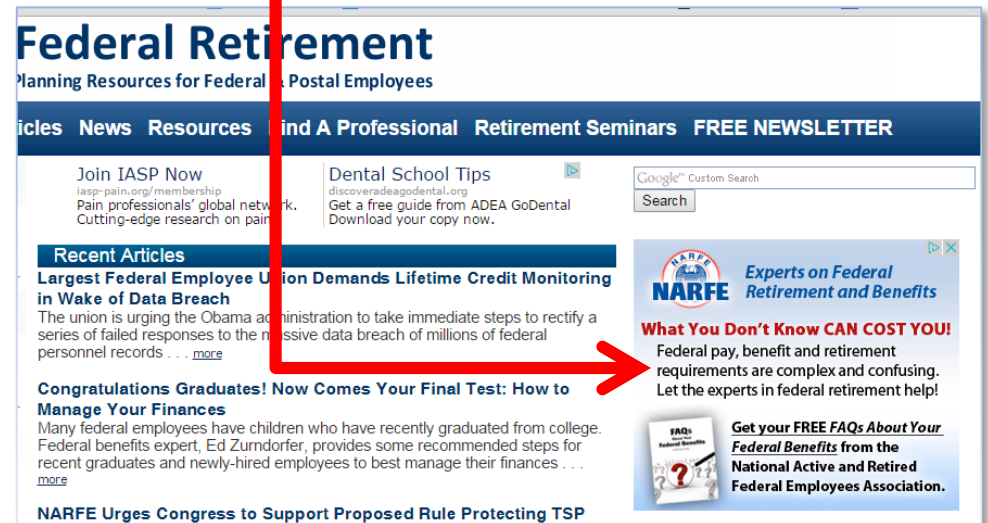 Federal Retirement
Planning Resources for Federal & Postal Employees
icles News Resources Find A Professional Retirement Seminars FREE NEWSLETTER
Join IASP Now
iasp-pain.org/membership
Pain professionals' global network.
Cutting-edge research on pain
Dental School Tips
discoveradeagodental.org
Get a free guide from ADEA GoDental
Download your copy now.
Google™ Custom Search
Search
Recent Articles
Largest Federal Employee Union Demands Lifetime Credit Monitoring
in Wake of Data Breach
The union is urging the Obama administration to take immediate steps to rectify a
series of failed responses to the massive data breach of millions of federal
personnel records . . . more
Congratulations Graduates! Now Comes Your Final Test: How to
Manage Your Finances
Many federal employees have children who have recently graduated from college.
Federal benefits expert, Ed Zurndorfer, provides some recommended steps for
recent graduates and newly-hired employees to best manage their finances . . .
more
NARFE Urges Congress to Support Proposed Rule Protecting TSP
NARFE
NARFE
Experts on Federal
Retirement and Benefits
What You Don't Know CAN COST YOU!
Federal pay, benefit and retirement
requirements are complex and confusing.
Let the experts in federal retirement help!
FAQs
About Your
Federal Benefits
?
Get your FREE FAQs About Your
Federal Benefits from the
National Active and Retired
Federal Employees Association.